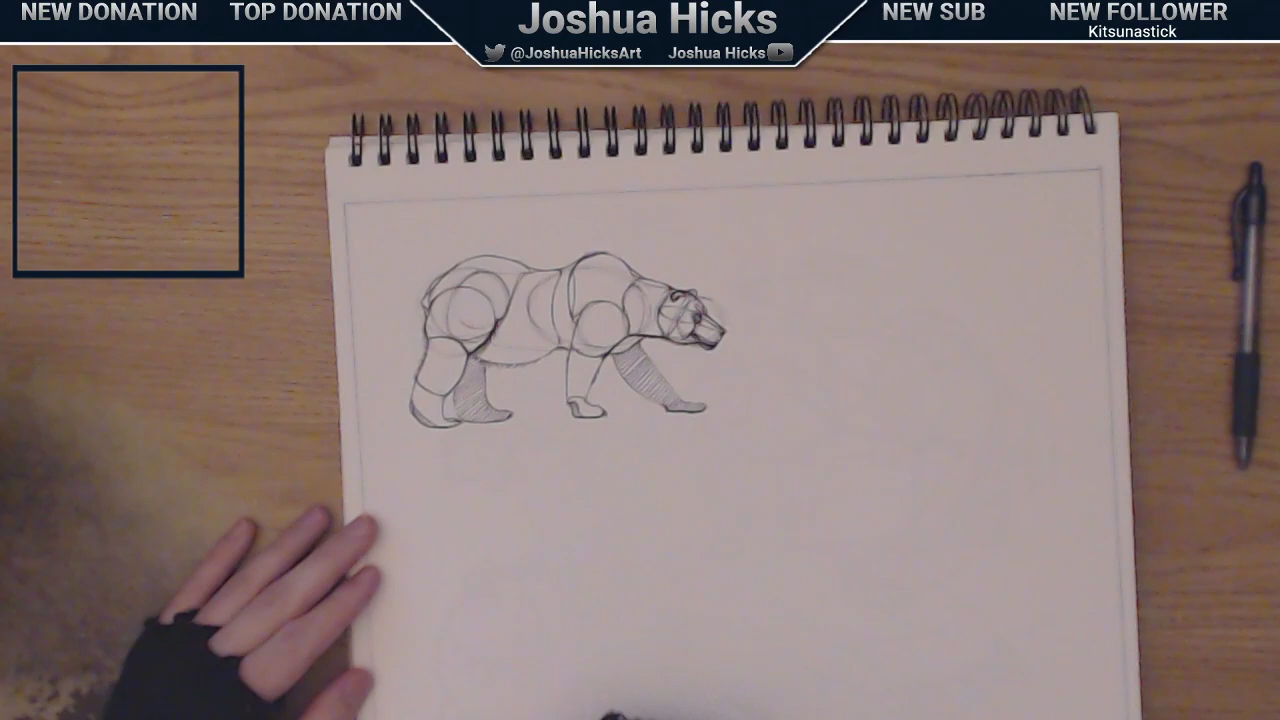 NEW DONATION
TOP DONATION
Joshua Hicks
@JoshuaHicksArt
Joshua Hicks
NEW SUB
NEW FOLLOWER
Kitsunastick